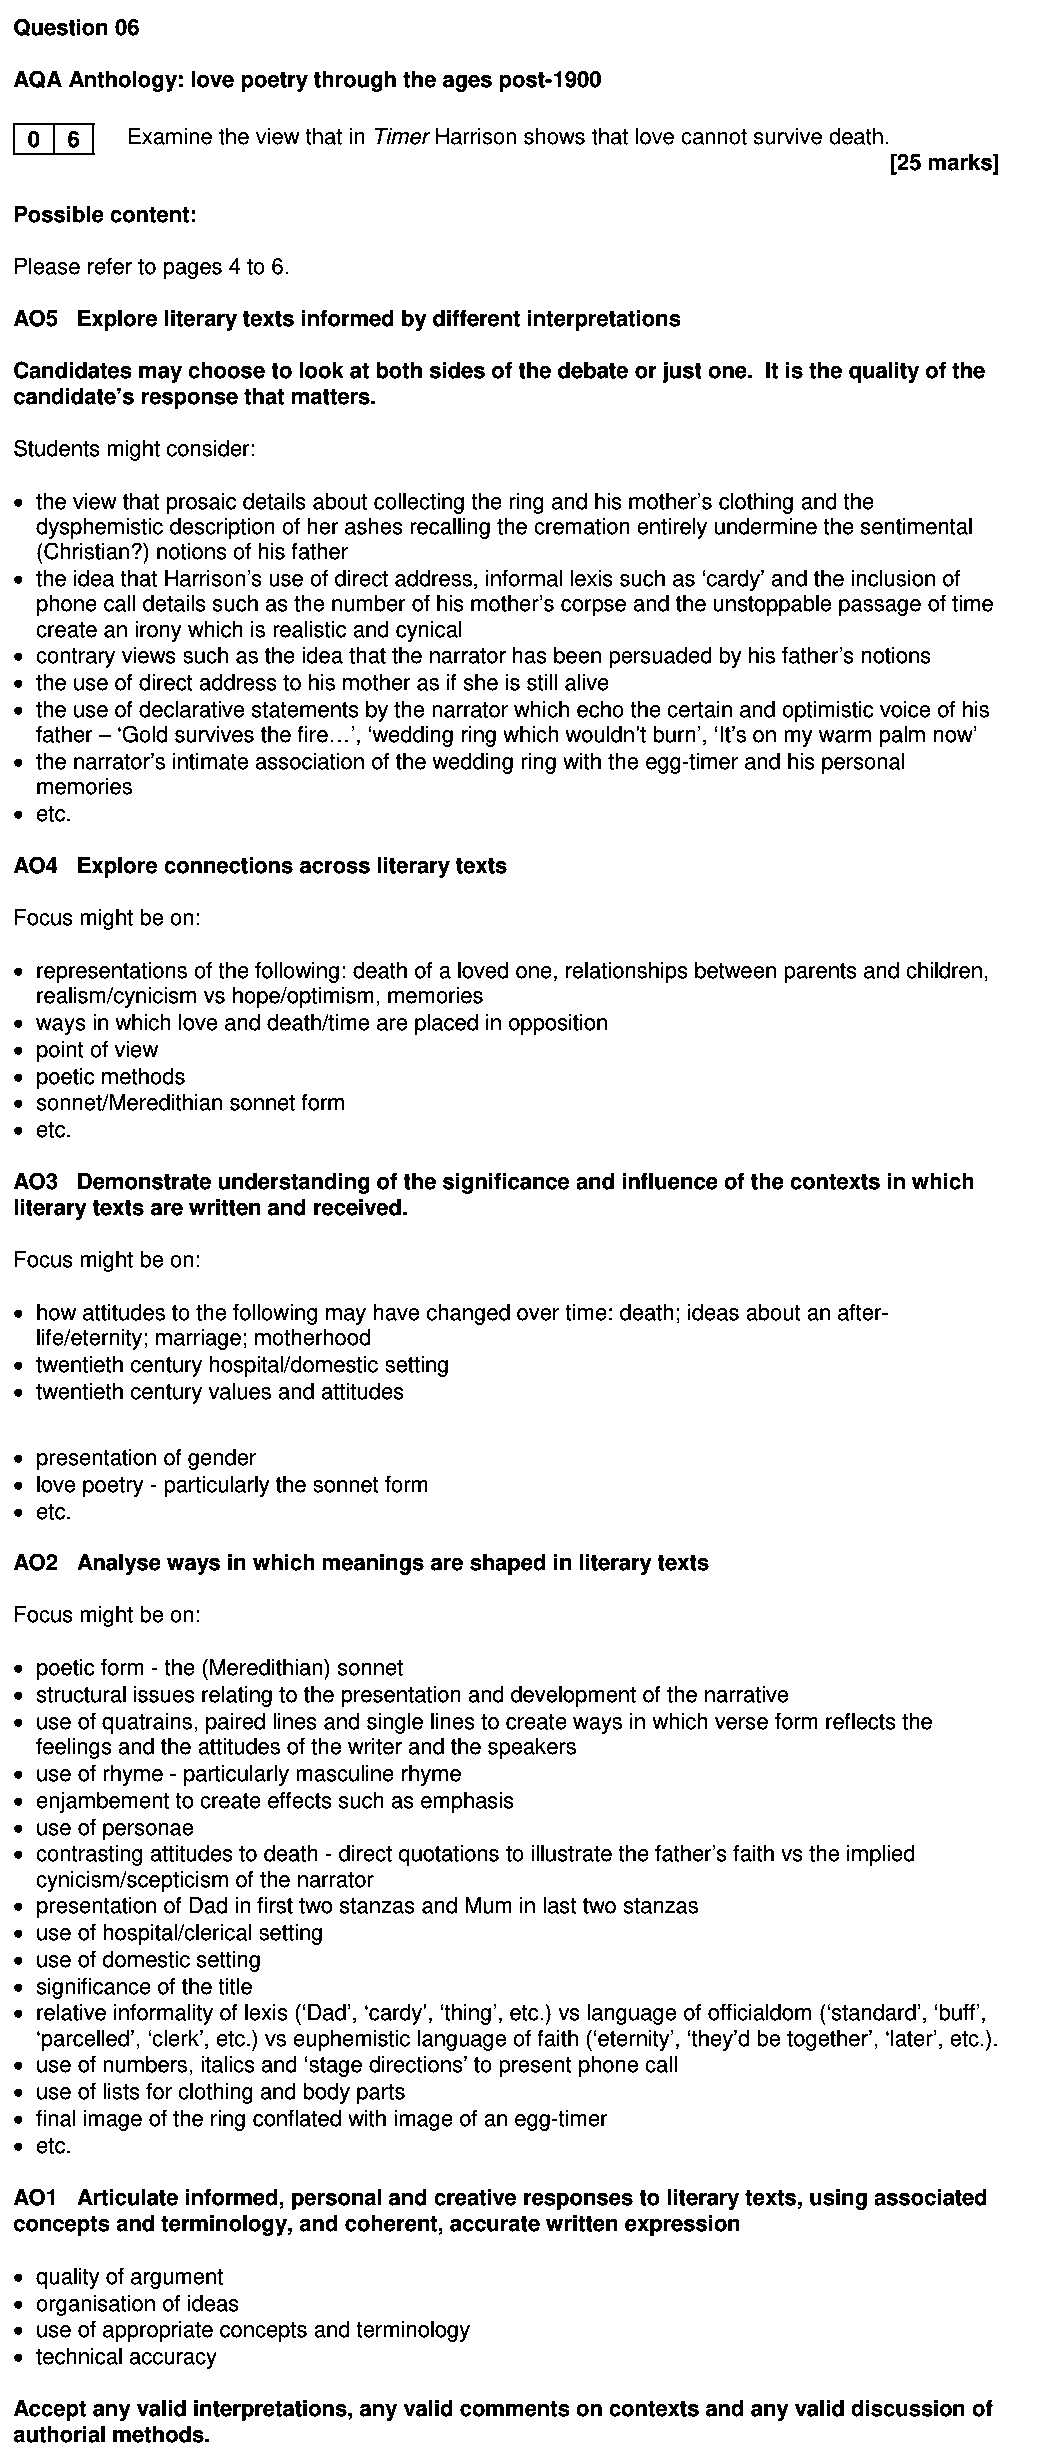 Question 06
AQA Anthology: love poetry through the ages post-1900
0 6 Examine the view that in Timer Harrison shows that love cannot survive death.
[25 marks]
Possible content:
Please refer to pages 4 to 6.
AO5 Explore literary texts informed by different interpretations
Candidates may choose to look at both sides of the debate or just one. It is the quality of the
candidate's response that matters.
Students might consider:
• the view that prosaic details about collecting the ring and his mother's clothing and the
dysphemistic description of her ashes recalling the cremation entirely undermine the sentimental
(Christian?) notions of his father
• the idea that Harrison's use of direct address, informal lexis such as 'cardy' and the inclusion of
phone call details such as the number of his mother's corpse and the unstoppable passage of time
create an irony which is realistic and cynical
• contrary views such as the idea that the narrator has been persuaded by his father's notions
• the use of direct address to his mother as if she is still alive
• the use of declarative statements by the narrator which echo the certain and optimistic voice of his
father – 'Gold survives the fire…', 'wedding ring which wouldn't burn', 'It's on my warm palm now'
• the narrator's intimate association of the wedding ring with the egg-timer and his personal
memories
• etc.
AO4 Explore connections across literary texts
Focus might be on:
• representations of the following: death of a loved one, relationships between parents and children,
realism/cynicism vs hope/optimism, memories
• ways in which love and death/time are placed in opposition
• point of view
• poetic methods
• sonnet/Meredithian sonnet form
• etc.
AO3 Demonstrate understanding of the significance and influence of the contexts in which
literary texts are written and received.
Focus might be on:
• how attitudes to the following may have changed over time: death; ideas about an after-
life/eternity; marriage; motherhood
• twentieth century hospital/domestic setting
• twentieth century values and attitudes
• presentation of gender
• love poetry - particularly the sonnet form
• etc.
AO2 Analyse ways in which meanings are shaped in literary texts
Focus might be on:
• poetic form - the (Meredithian) sonnet
• structural issues relating to the presentation and development of the narrative
• use of quatrains, paired lines and single lines to create ways in which verse form reflects the
feelings and the attitudes of the writer and the speakers
• use of rhyme - particularly masculine rhyme
• enjambement to create effects such as emphasis
• use of personae
• contrasting attitudes to death - direct quotations to illustrate the father's faith vs the implied
cynicism/scepticism of the narrator
• presentation of Dad in first two stanzas and Mum in last two stanzas
• use of hospital/clerical setting
• use of domestic setting
• significance of the title
• relative informality of lexis ('Dad', 'cardy', 'thing', etc.) vs language of officialdom ('standard', 'buff',
'parcelled', 'clerk', etc.) vs euphemistic language of faith ('eternity', 'they'd be together', 'later', etc.).
• use of numbers, italics and 'stage directions' to present phone call
• use of lists for clothing and body parts
• final image of the ring conflated with image of an egg-timer
• etc.
AO1 Articulate informed, personal and creative responses to literary texts, using associated
concepts and terminology, and coherent, accurate written expression
• quality of argument
• organisation of ideas
• use of appropriate concepts and terminology
• technical accuracy
Accept any valid interpretations, any valid comments on contexts and any valid discussion of
authorial methods.